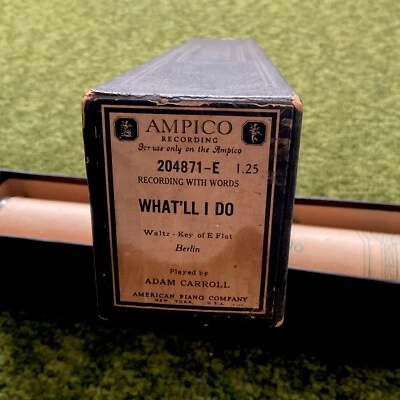 AMPICO
RECORDING
For use only on the Ampico
204871-E 1.25
RECORDING WITH WORDS
WHAT'LL I DO
Waltz - Key of E Flat
Berlin
Played by
ADAM CARROLL
AMERICAN PIANO COMPANY
NEW YORK, U.S.A.